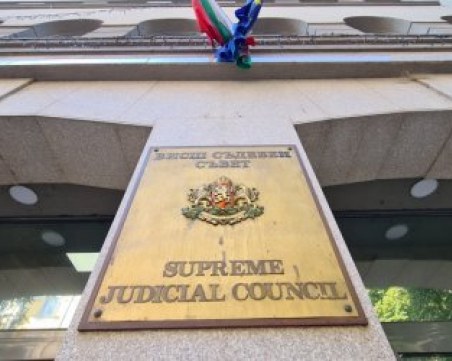 ВИСШ СЪДЕБЕН
СЪВЕТ
SUPREME
JUDICIAL COUNCIL